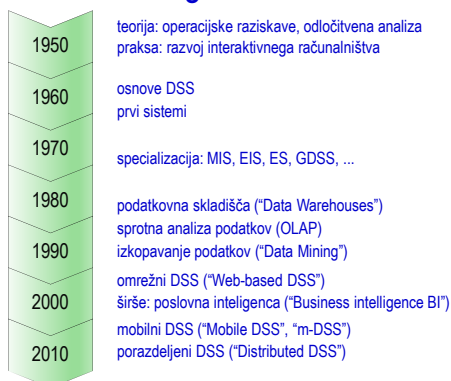 1950
teorija: operacijske raziskave, odločitvena analiza
praksa: razvoj interaktivnega računalništva
1960
osnove DSS
prvi sistemi
1970
specializacija: MIS, EIS, ES, GDSS, ...
1980
podatkovna skladišča (“Data Warehouses”)
sprotna analiza podatkov (OLAP)
1990
izkopavanje podatkov (“Data Mining”)
omrežni DSS (“Web-based DSS”)
2000
širše: poslovna inteligenca (“Business intelligence BI”)
mobilni DSS (“Mobile DSS”, “m-DSS”)
2010
porazdeljeni DSS (“Distributed DSS”)